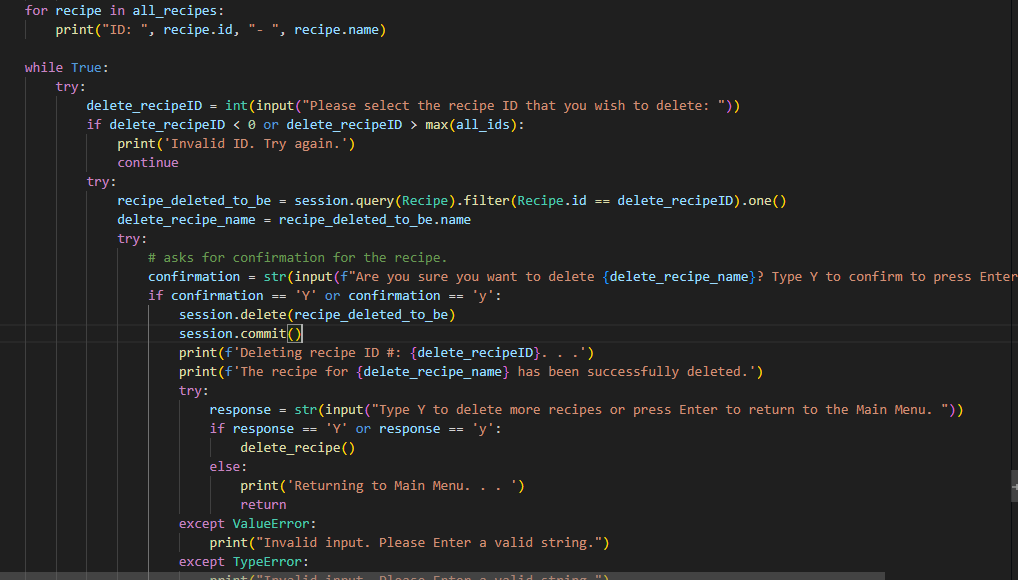 for recipe in all_recipes:
    print("ID: ", recipe.id, "- ", recipe.name)
while True:
    try:
        delete_recipeID = int(input("Please select the recipe ID that you wish to delete: "))
        if delete_recipeID < 0 or delete_recipeID > max(all_ids):
            print('Invalid ID. Try again.')
            continue
        try:
            recipe_deleted_to_be = session.query(Recipe).filter(Recipe.id == delete_recipeID).one()
            delete_recipe_name = recipe_deleted_to_be.name
            try:
                # asks for confirmation for the recipe.
                confirmation = str(input(f"Are you sure you want to delete {delete_recipe_name}? Type Y to confirm to press Enter
                if confirmation == 'Y' or confirmation == 'y':
                    session.delete(recipe_deleted_to_be)
                    session.commit()
                    print(f'Deleting recipe ID #: {delete_recipeID}. . .')
                    print(f'The recipe for {delete_recipe_name} has been successfully deleted.')
                    try:
                        response = str(input("Type Y to delete more recipes or press Enter to return to the Main Menu. "))
                        if response == 'Y' or response == 'y':
                            delete_recipe()
                        else:
                            print('Returning to Main Menu. . . ')
                            return
                    except ValueError:
                        print("Invalid input. Please Enter a valid string.")
                    except TypeError:
                        print("Invalid input. Please Enter a valid string.")